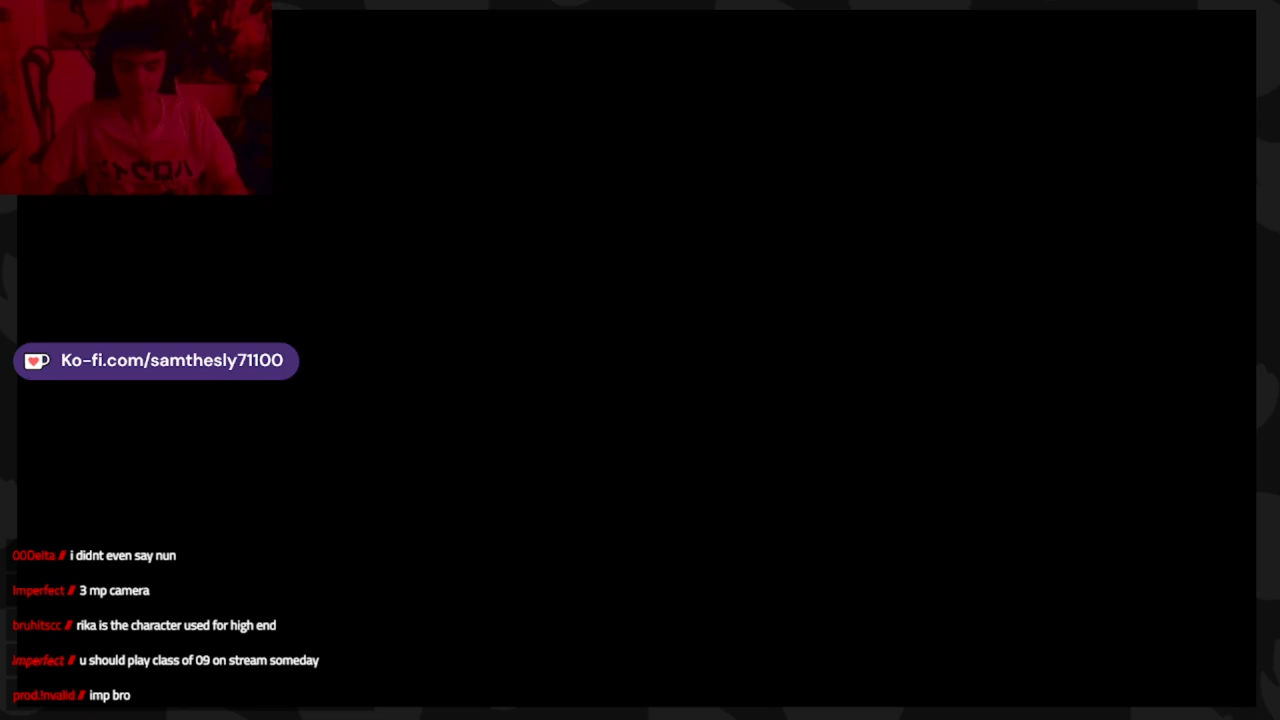 Ko-fi.com/samthesly71100
00Delta // i didnt even say nun
Imperfect // 3 mp camera
bruhitscc // rika is the character used for high end
Imperfect // u should play class of 09 on stream someday
prod.!nvalid // imp bro